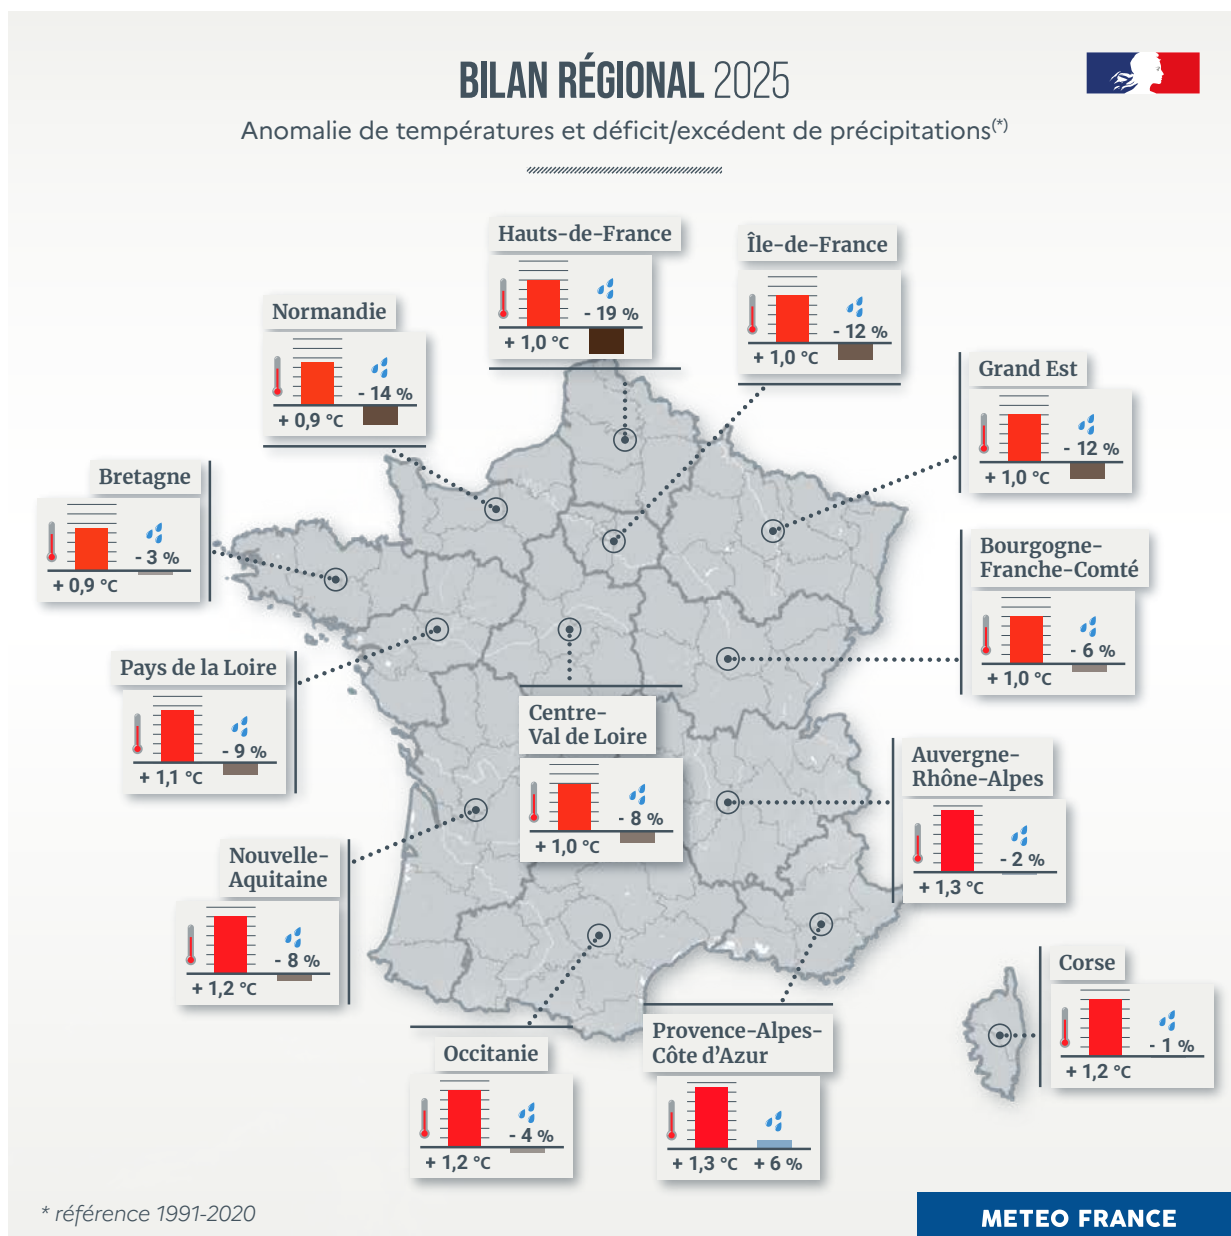 BILAN RÉGIONAL 2025
Anomalie de températures et déficit/excédent de précipitations(*)
Hauts-de-France
- 19 %
+ 1,0 °C
Île-de-France
- 12 %
+ 1,0 °C
Normandie
- 14 %
+ 0,9 °C
Grand Est
- 12 %
+ 1,0 °C
Bretagne
- 3 %
+ 0,9 °C
Bourgogne-
Franche-Comté
- 6 %
+ 1,0 °C
Pays de la Loire
- 9 %
+ 1,1 °C
Centre-
Val de Loire
- 8 %
+ 1,0 °C
Auvergne-
Rhône-Alpes
- 2 %
+ 1,3 °C
Nouvelle-
Aquitaine
- 8 %
+ 1,2 °C
Corse
- 1 %
+ 1,2 °C
Occitanie
- 4 %
+ 1,2 °C
Provence-Alpes-
Côte d'Azur
+ 1,3 °C + 6 %
* référence 1991-2020
METEO FRANCE